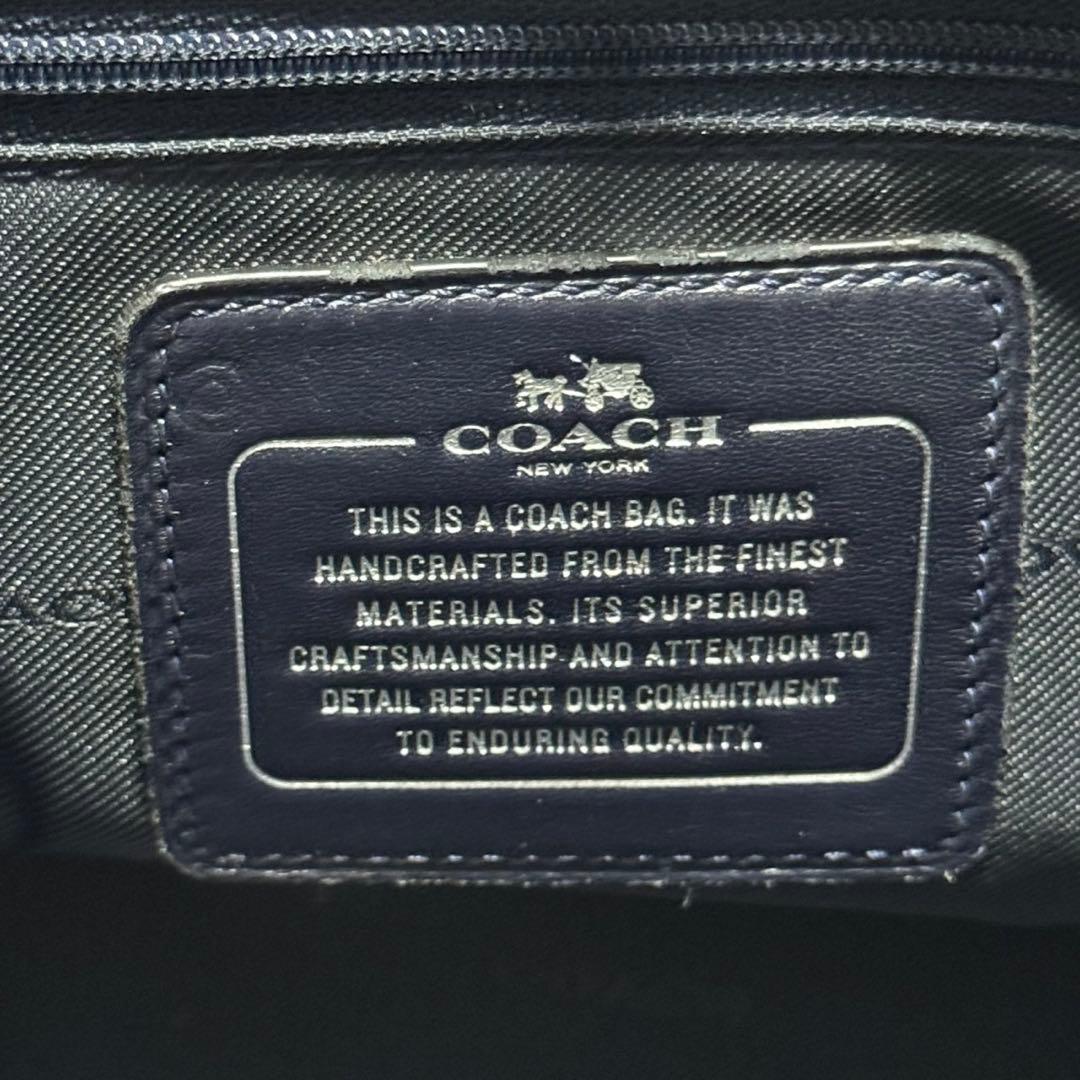 COACH
NEW YORK
THIS IS A COACH BAG. IT WAS
HANDCRAFTED FROM THE FINEST
MATERIALS. ITS SUPERIOR
CRAFTSMANSHIP AND ATTENTION TO
DETAIL REFLECT OUR COMMITMENT
TO ENDURING QUALITY.